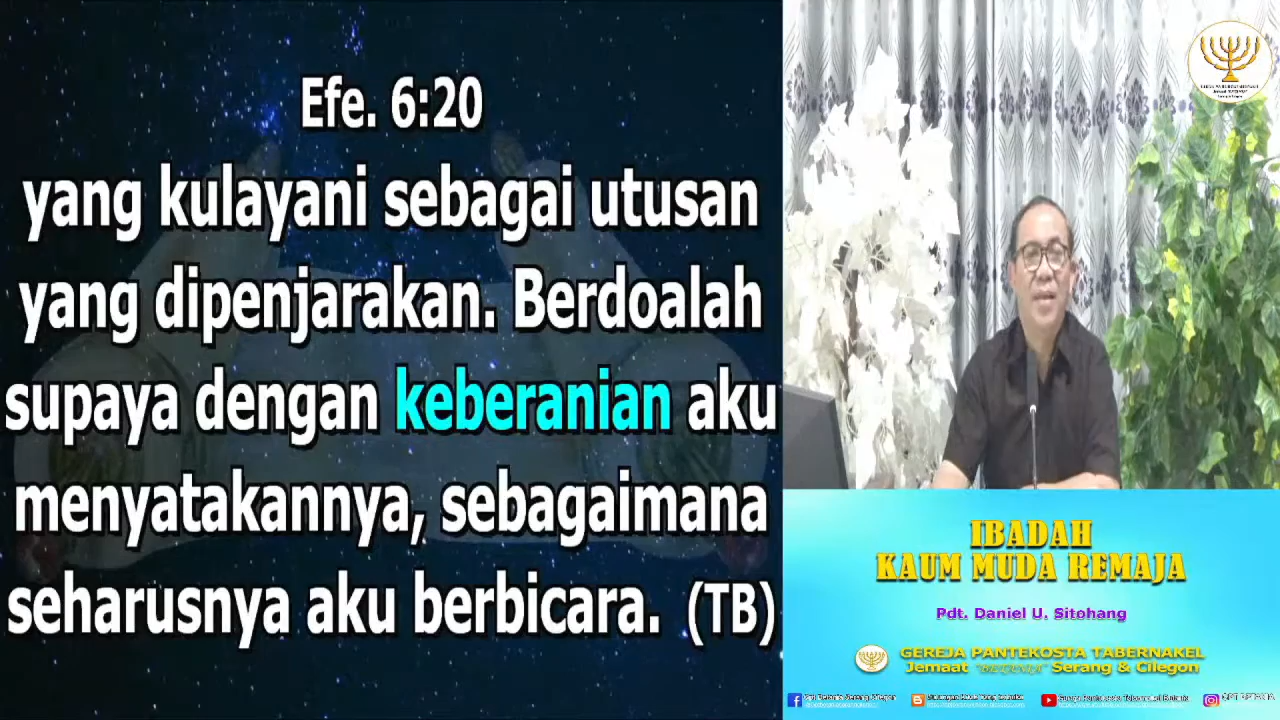 Efe. 6:20
yang kulayani sebagai utusan
yang dipenjarakan. Berdoalah
supaya dengan keberanian aku
menyatakannya, sebagaimana
seharusnya aku berbicara. (TB)
IBADAH
KAUM MUDA REMAJA
Pdt. Daniel U. Sitohang
GEREJA PANTEKOSTA TABERNAKEL
Jemaat "BETANIA" Serang & Cilegon